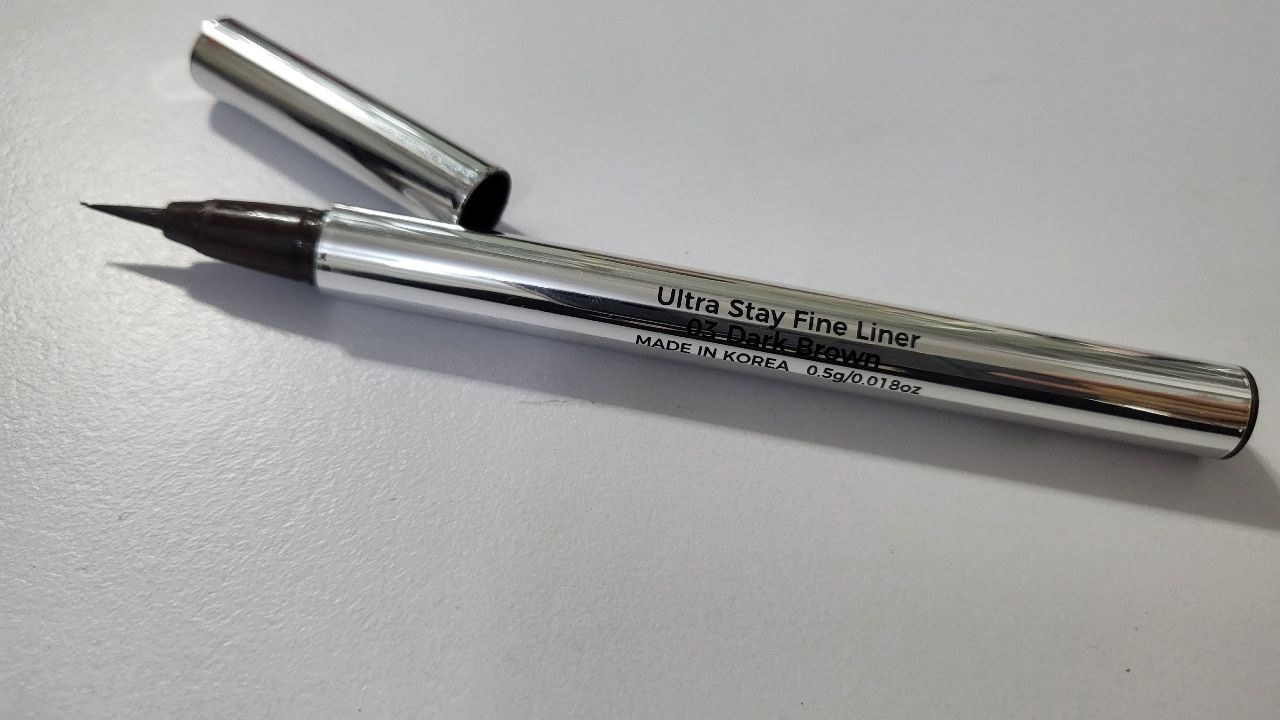 Ultra Stay Fine Liner
03 Dark Brown
MADE IN KOREA 0.5g/0.018oz